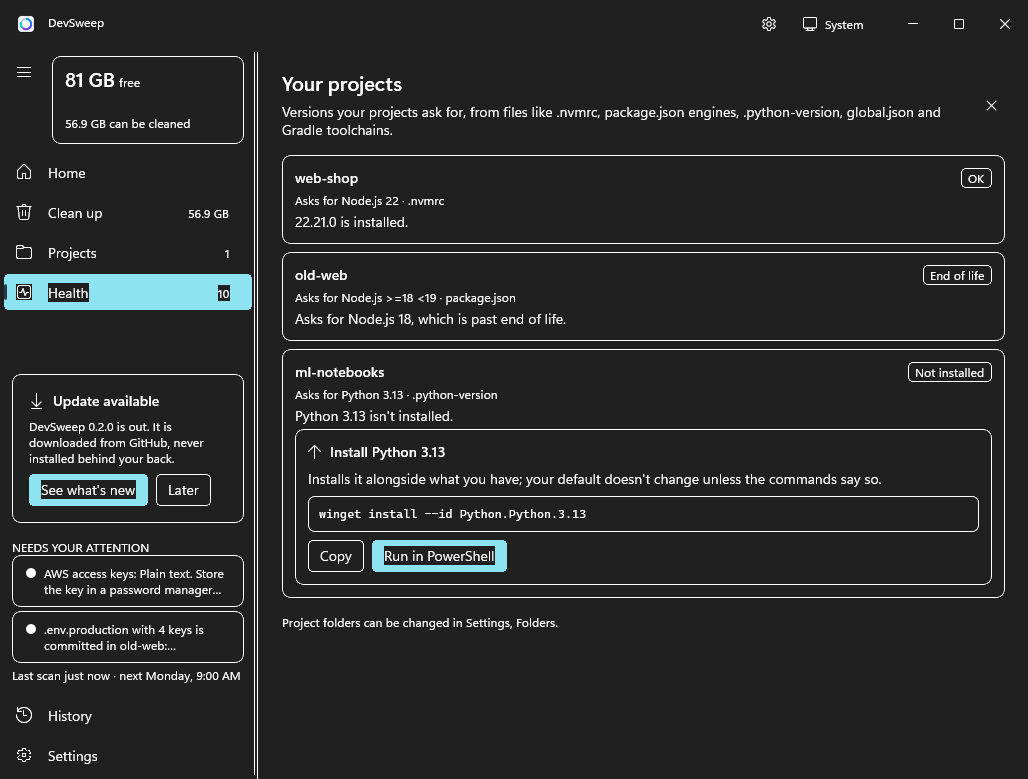 DevSweep
System
81 GB free
56.9 GB can be cleaned
Home
Clean up 56.9 GB
Projects 1
Health 10
Update available
DevSweep 0.2.0 is out. It is
downloaded from GitHub, never
installed behind your back.
See what's new Later
NEEDS YOUR ATTENTION
AWS access keys: Plain text. Store
the key in a password manager...
.env.production with 4 keys is
committed in old-web:...
Last scan just now · next Monday, 9:00 AM
History
Settings
Your projects
Versions your projects ask for, from files like .nvmrc, package.json engines, .python-version, global.json and
Gradle toolchains.
web-shop OK
Asks for Node.js 22 · .nvmrc
22.21.0 is installed.
old-web End of life
Asks for Node.js >=18 <19 · package.json
Asks for Node.js 18, which is past end of life.
ml-notebooks Not installed
Asks for Python 3.13 · .python-version
Python 3.13 isn't installed.
Install Python 3.13
Installs it alongside what you have; your default doesn't change unless the commands say so.
winget install --id Python.Python.3.13
Copy Run in PowerShell
Project folders can be changed in Settings, Folders.